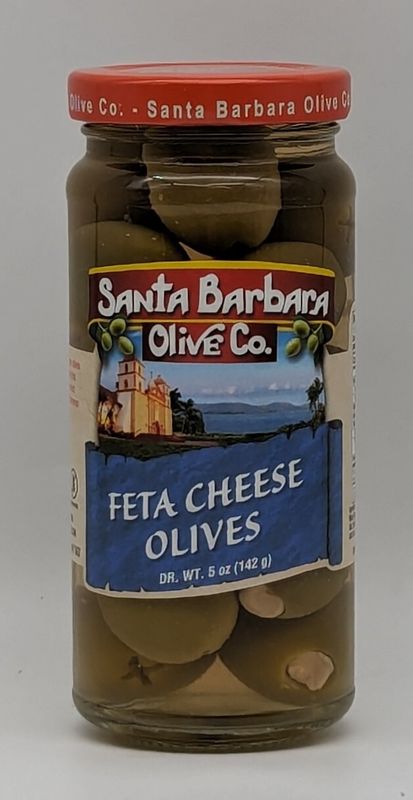 Olive Co. - Santa Barbara Olive Co
Santa Barbara
Olive Co.
FETA CHEESE
OLIVES
DR. WT. 5 oz (142 g)